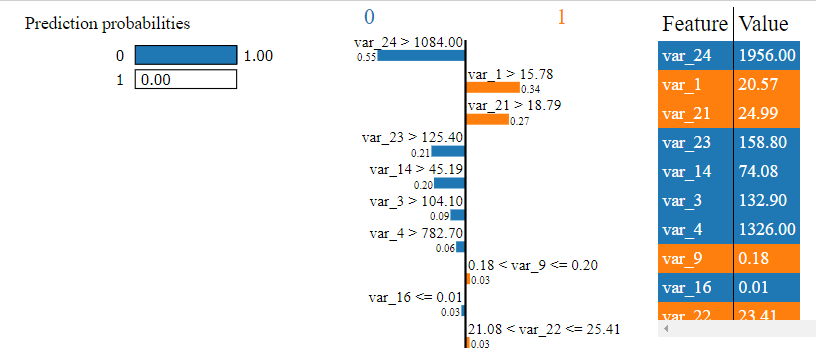 Prediction probabilities
0 1.00
1 0.00
0 1
var_24 > 1084.00
0.55
var_1 > 15.78
0.34
var_21 > 18.79
0.27
var_23 > 125.40
0.21
var_14 > 45.19
0.20
var_3 > 104.10
0.09
var_4 > 782.70
0.06
0.18 < var_9 <= 0.20
0.03
var_16 <= 0.01
0.03
21.08 < var_22 <= 25.41
0.03
Feature Value
var_24 1956.00
var_1 20.57
var_21 24.99
var_23 158.80
var_14 74.08
var_3 132.90
var_4 1326.00
var_9 0.18
var_16 0.01
var_22 23.41